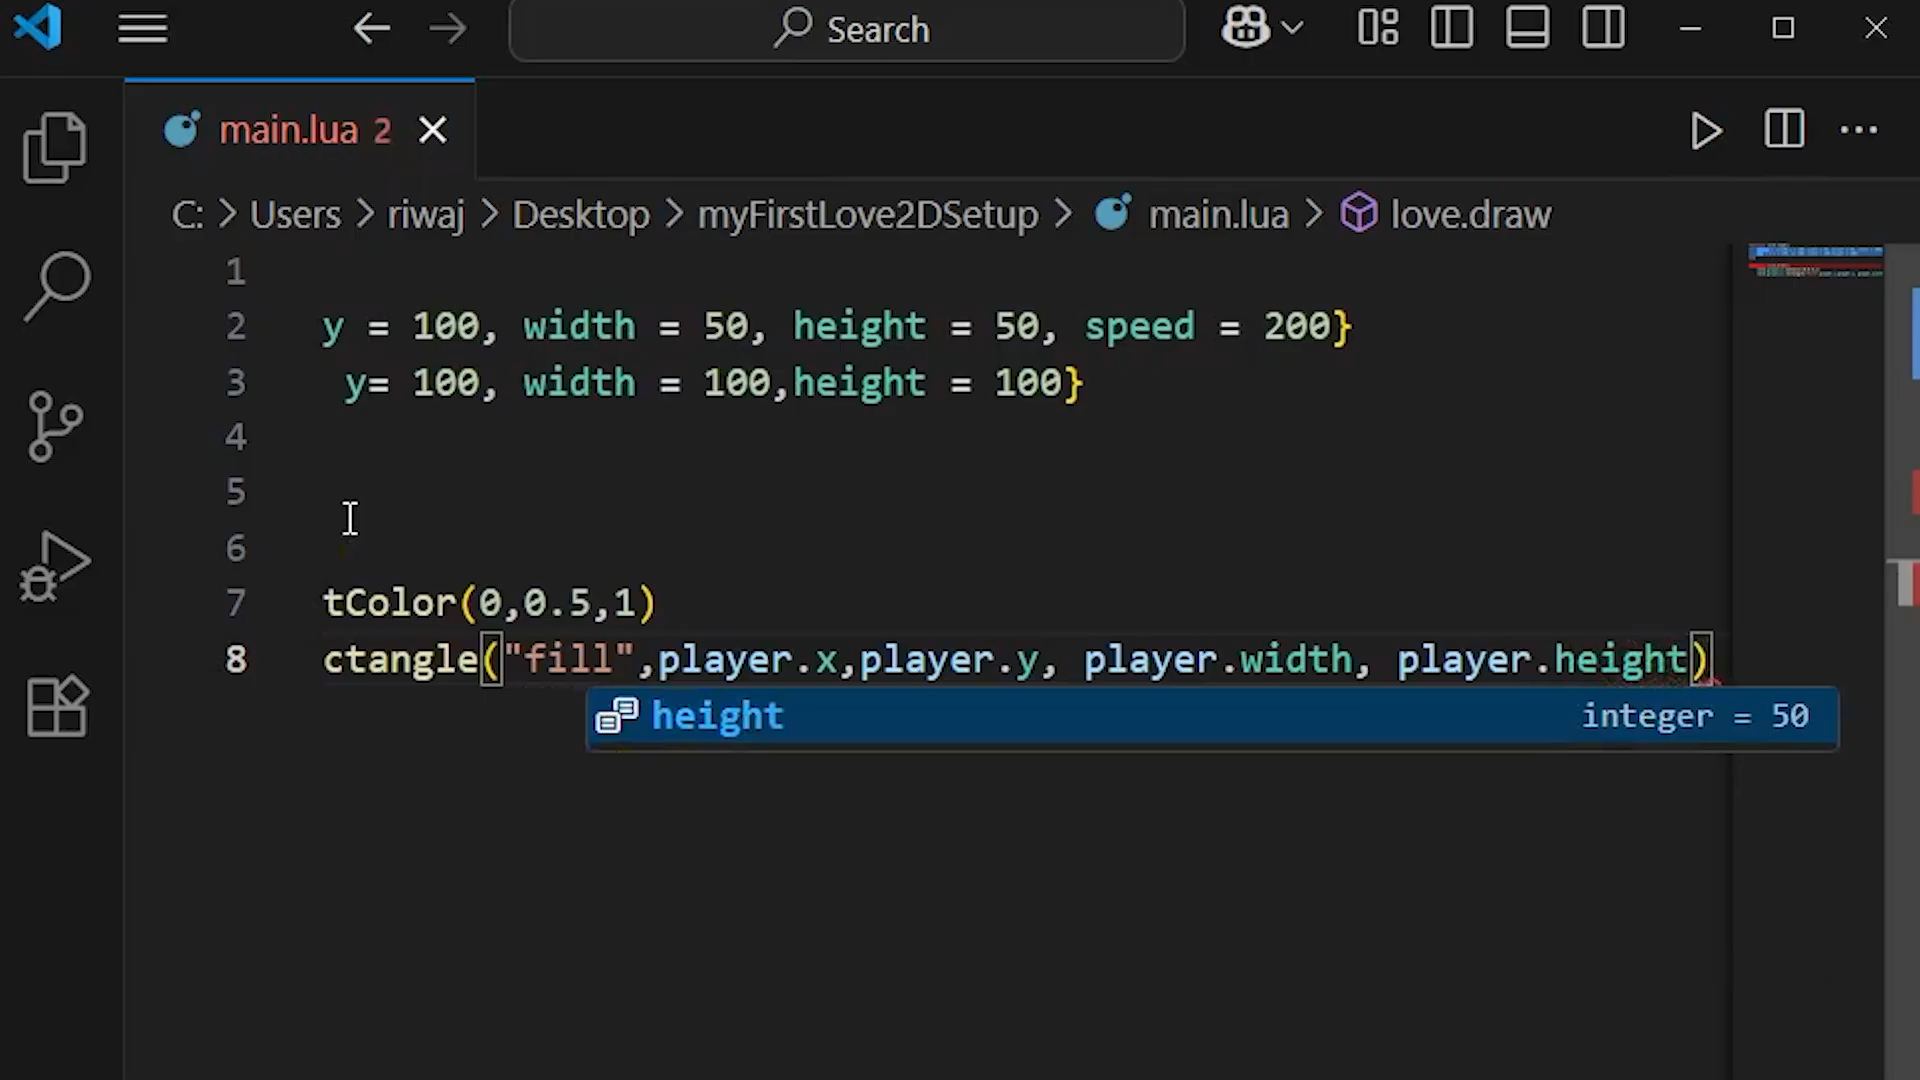 Search
main.lua 2
C: > Users > riwaj > Desktop > myFirstLove2DSetup > main.lua > love.draw
1
2 y = 100, width = 50, height = 50, speed = 200}
3 y= 100, width = 100,height = 100}
4
5
6
7 tColor(0,0.5,1)
8 ctangle("fill",player.x,player.y, player.width, player.height)
height integer = 50